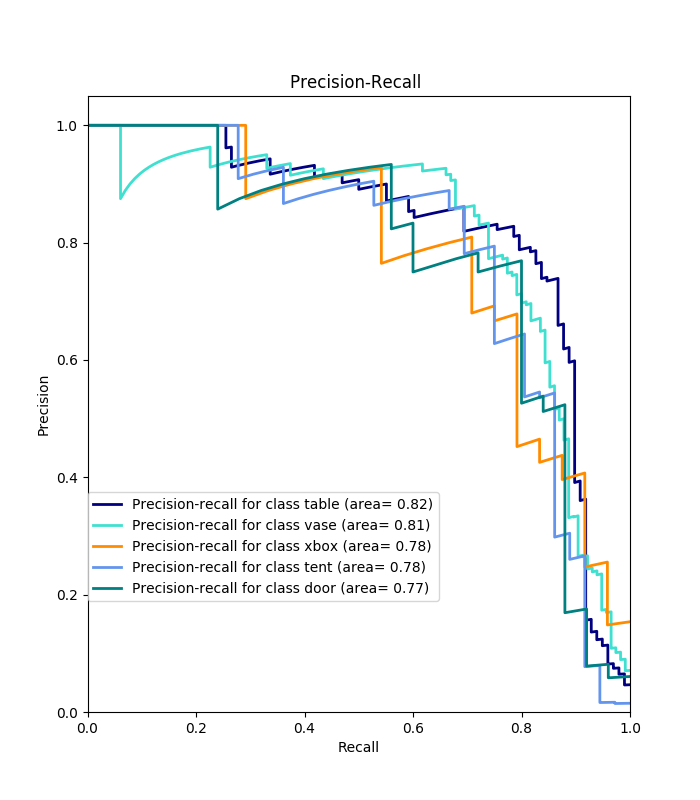 Precision-Recall
Precision
1.0
0.8
0.6
0.4
0.2
0.0
Precision-recall for class table (area= 0.82)
Precision-recall for class vase (area= 0.81)
Precision-recall for class xbox (area= 0.78)
Precision-recall for class tent (area= 0.78)
Precision-recall for class door (area= 0.77)
0.0 0.2 0.4 0.6 0.8 1.0
Recall